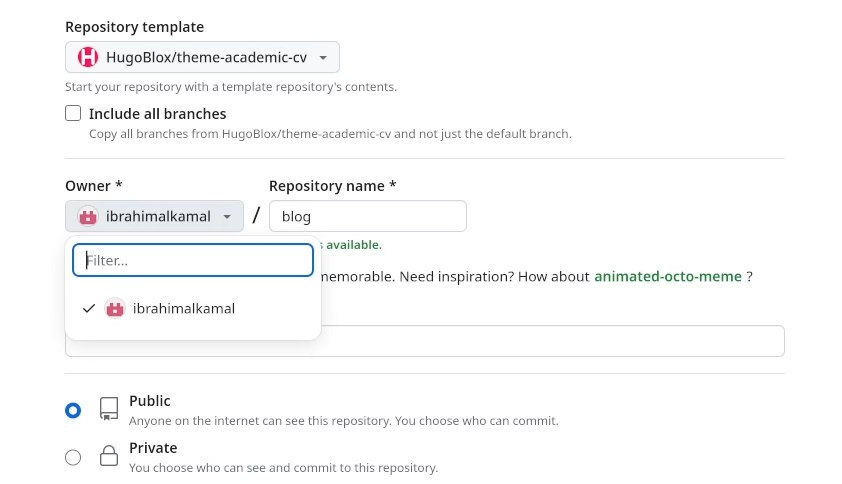 Repository template
HugoBlox/theme-academic-cv
Start your repository with a template repository's contents.
Include all branches
Copy all branches from HugoBlox/theme-academic-cv and not just the default branch.
Owner * Repository name *
ibrahimalkamal / blog
available.
Filter...
memorable. Need inspiration? How about animated-octo-meme ?
ibrahimalkamal
Public
Anyone on the internet can see this repository. You choose who can commit.
Private
You choose who can see and commit to this repository.